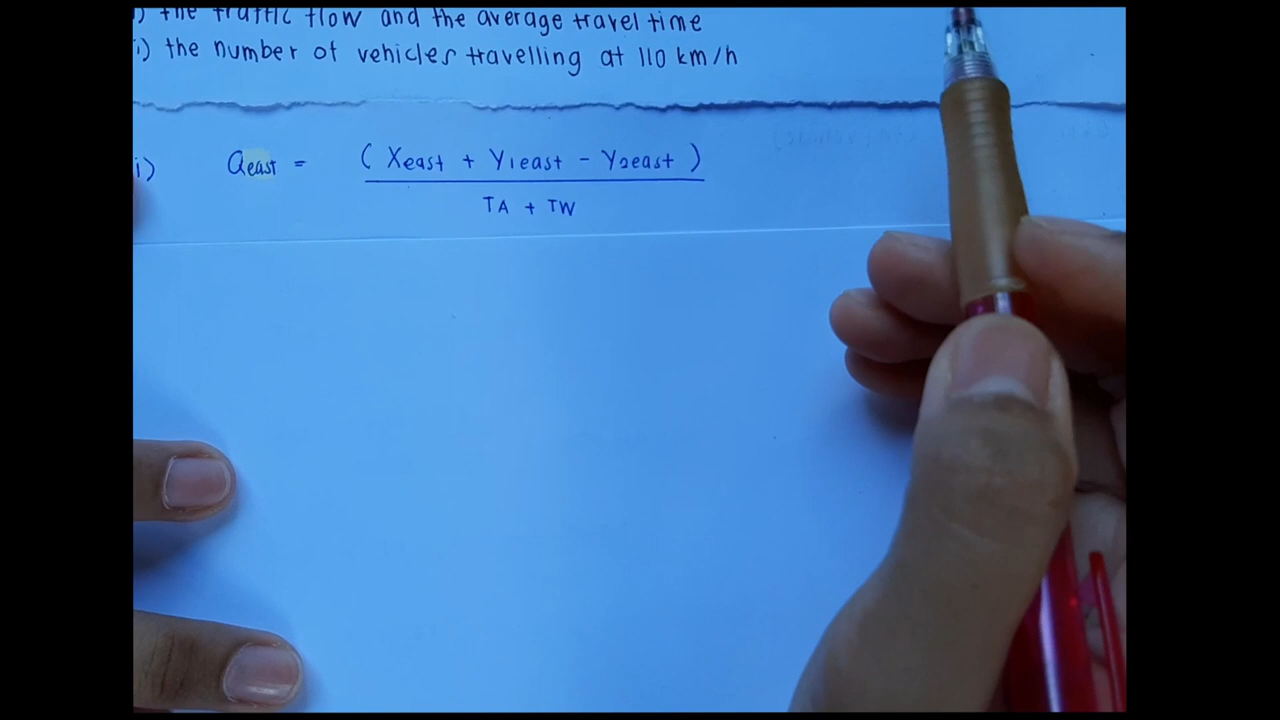 i) the traffic flow and the average travel time
i) the number of vehicles travelling at 110 km/h
i) Qeast = ( Xeast + Y1east - Y2east )
TA + TW